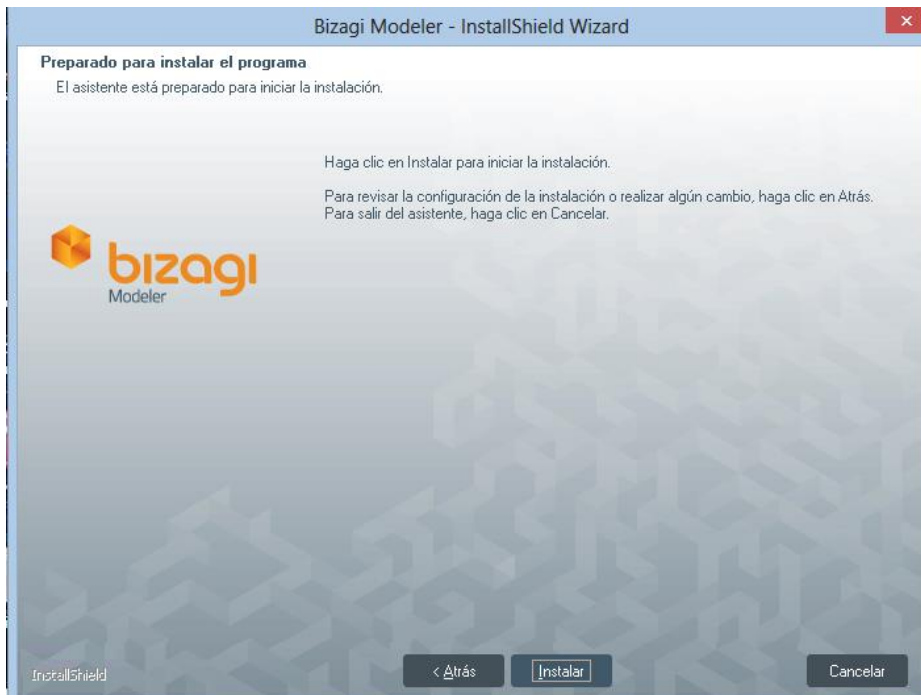 Bizagi Modeler - InstallShield Wizard
Preparado para instalar el programa
El asistente está preparado para iniciar la instalación.
Haga clic en Instalar para iniciar la instalación.
Para revisar la configuración de la instalación o realizar algún cambio, haga clic en Atrás.
Para salir del asistente, haga clic en Cancelar.
bizagi
Modeler
InstallShield
< Atrás
Instalar
Cancelar